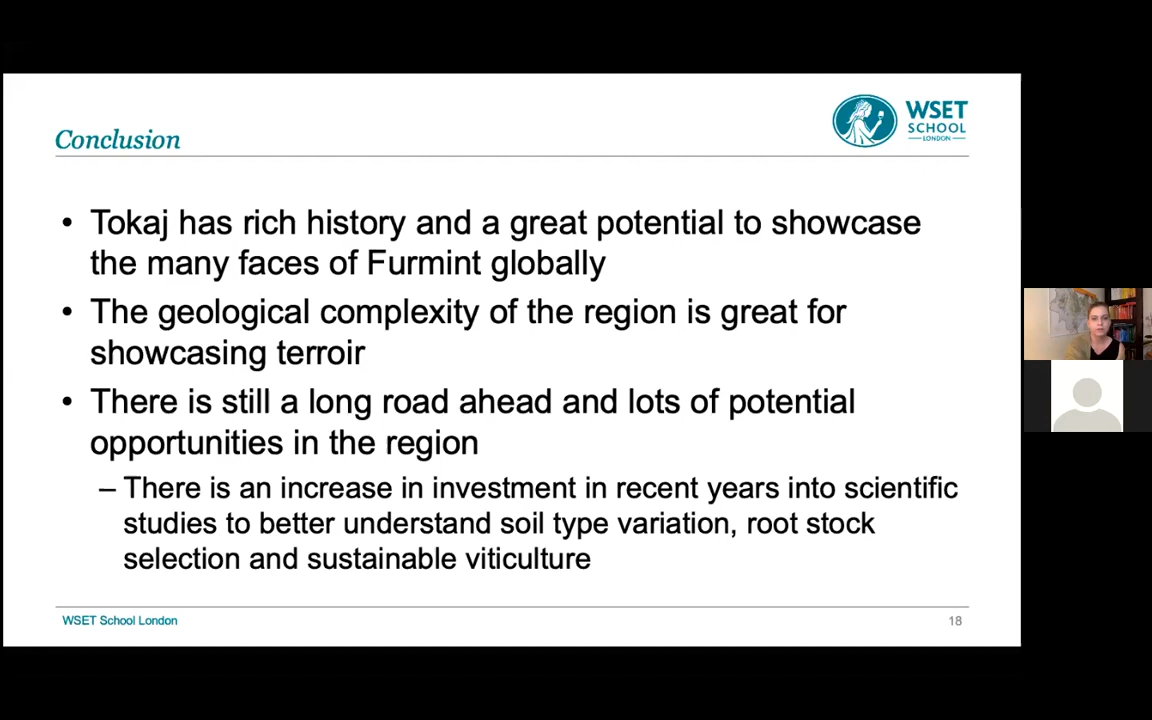 Conclusion
WSET
SCHOOL
LONDON
• Tokaj has rich history and a great potential to showcase
the many faces of Furmint globally
• The geological complexity of the region is great for
showcasing terroir
• There is still a long road ahead and lots of potential
opportunities in the region
– There is an increase in investment in recent years into scientific
studies to better understand soil type variation, root stock
selection and sustainable viticulture
WSET School London
18